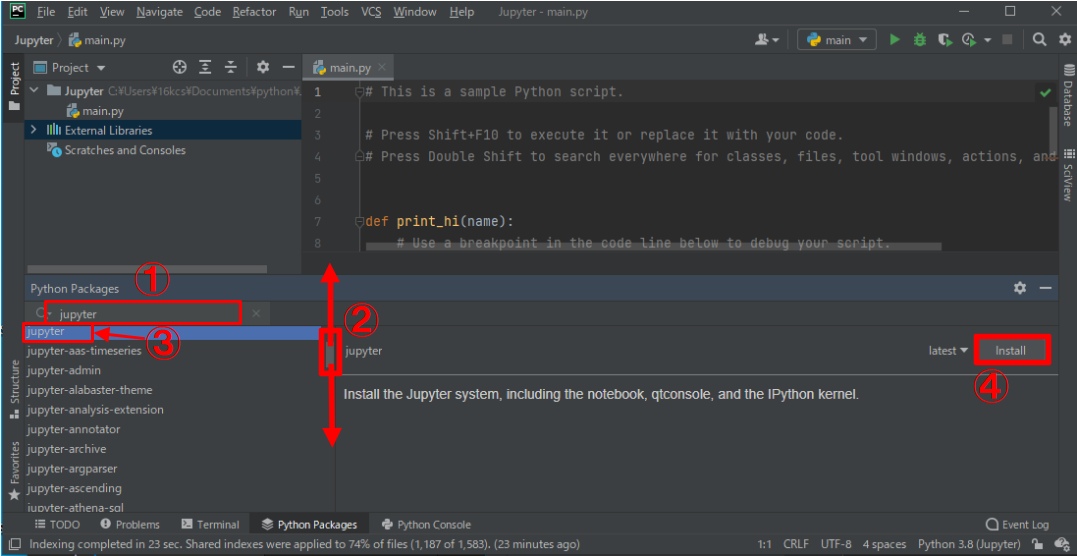 PC File Edit View Navigate Code Refactor Run Tools VCS Window Help Jupyter - main.py
Jupyter main.py main
Project main.py
Project
Jupyter C:¥Users¥16kcs¥Documents¥python¥.
main.py
External Libraries
Scratches and Consoles
1 # This is a sample Python script.
2
3 # Press Shift+F10 to execute it or replace it with your code.
4 # Press Double Shift to search everywhere for classes, files, tool windows, actions, and
5
6
7 def print_hi(name):
8 # Use a breakpoint in the code line below to debug your script.
Database
SciView
①
Python Packages
jupyter
②
jupyter
③
jupyter-aas-timeseries
jupyter-admin
jupyter-alabaster-theme
jupyter-analysis-extension
jupyter-annotator
jupyter-archive
jupyter-argparser
jupyter-ascending
jupyter-athena-sql
jupyter latest Install
④
Install the Jupyter system, including the notebook, qtconsole, and the IPython kernel.
Structure
Favorites
TODO Problems Terminal Python Packages Python Console Event Log
Indexing completed in 23 sec. Shared indexes were applied to 74% of files (1,187 of 1,583). (23 minutes ago) 1:1 CRLF UTF-8 4 spaces Python 3.8 (Jupyter)